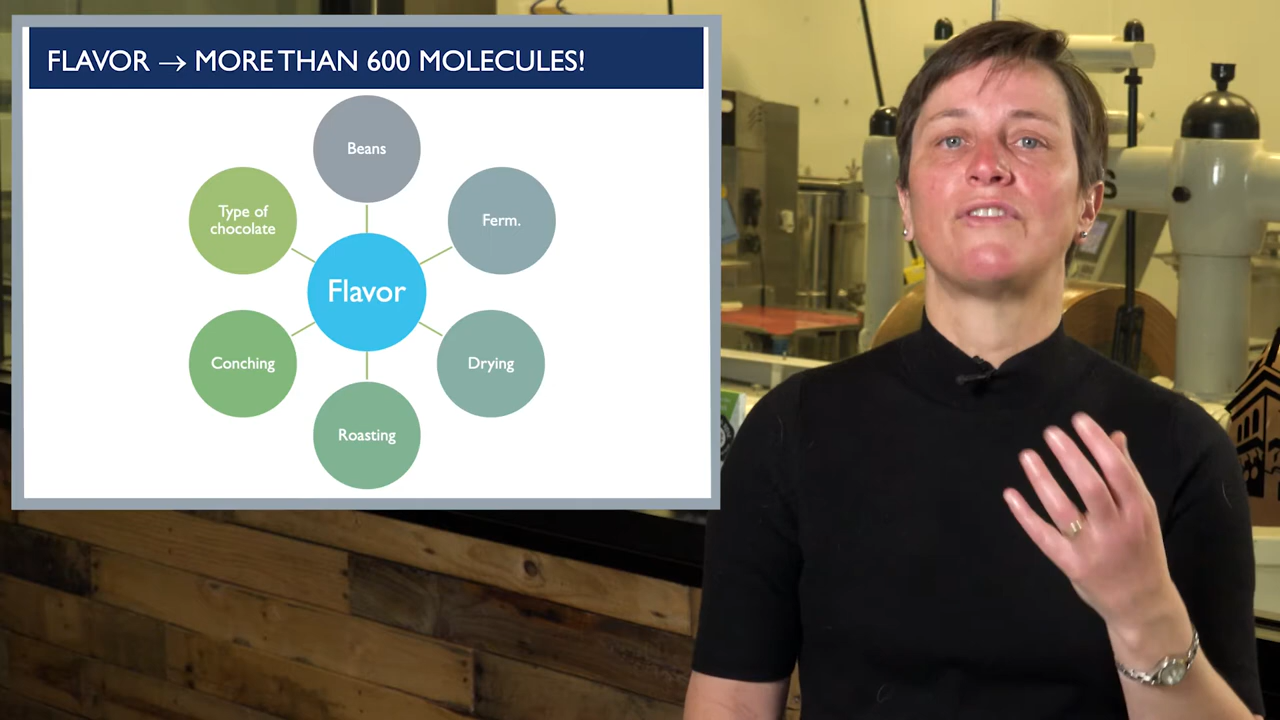 FLAVOR → MORE THAN 600 MOLECULES!
Beans
Type of
chocolate
Ferm.
Flavor
Conching
Drying
Roasting